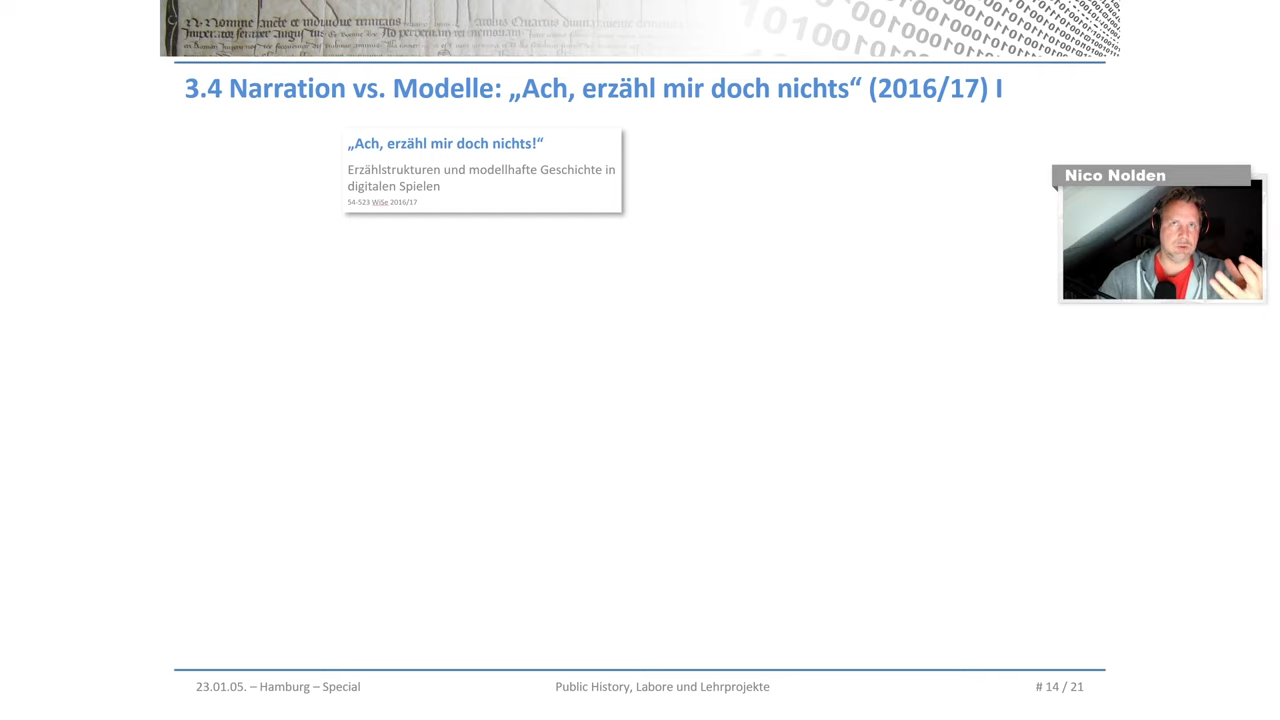 3.4 Narration vs. Modelle: „Ach, erzähl mir doch nichts“ (2016/17) I
„Ach, erzähl mir doch nichts!“
Erzählstrukturen und modellhafte Geschichte in
digitalen Spielen
54-523 WiSe 2016/17
Nico Nolden
23.01.05. – Hamburg – Special
Public History, Labore und Lehrprojekte
# 14 / 21